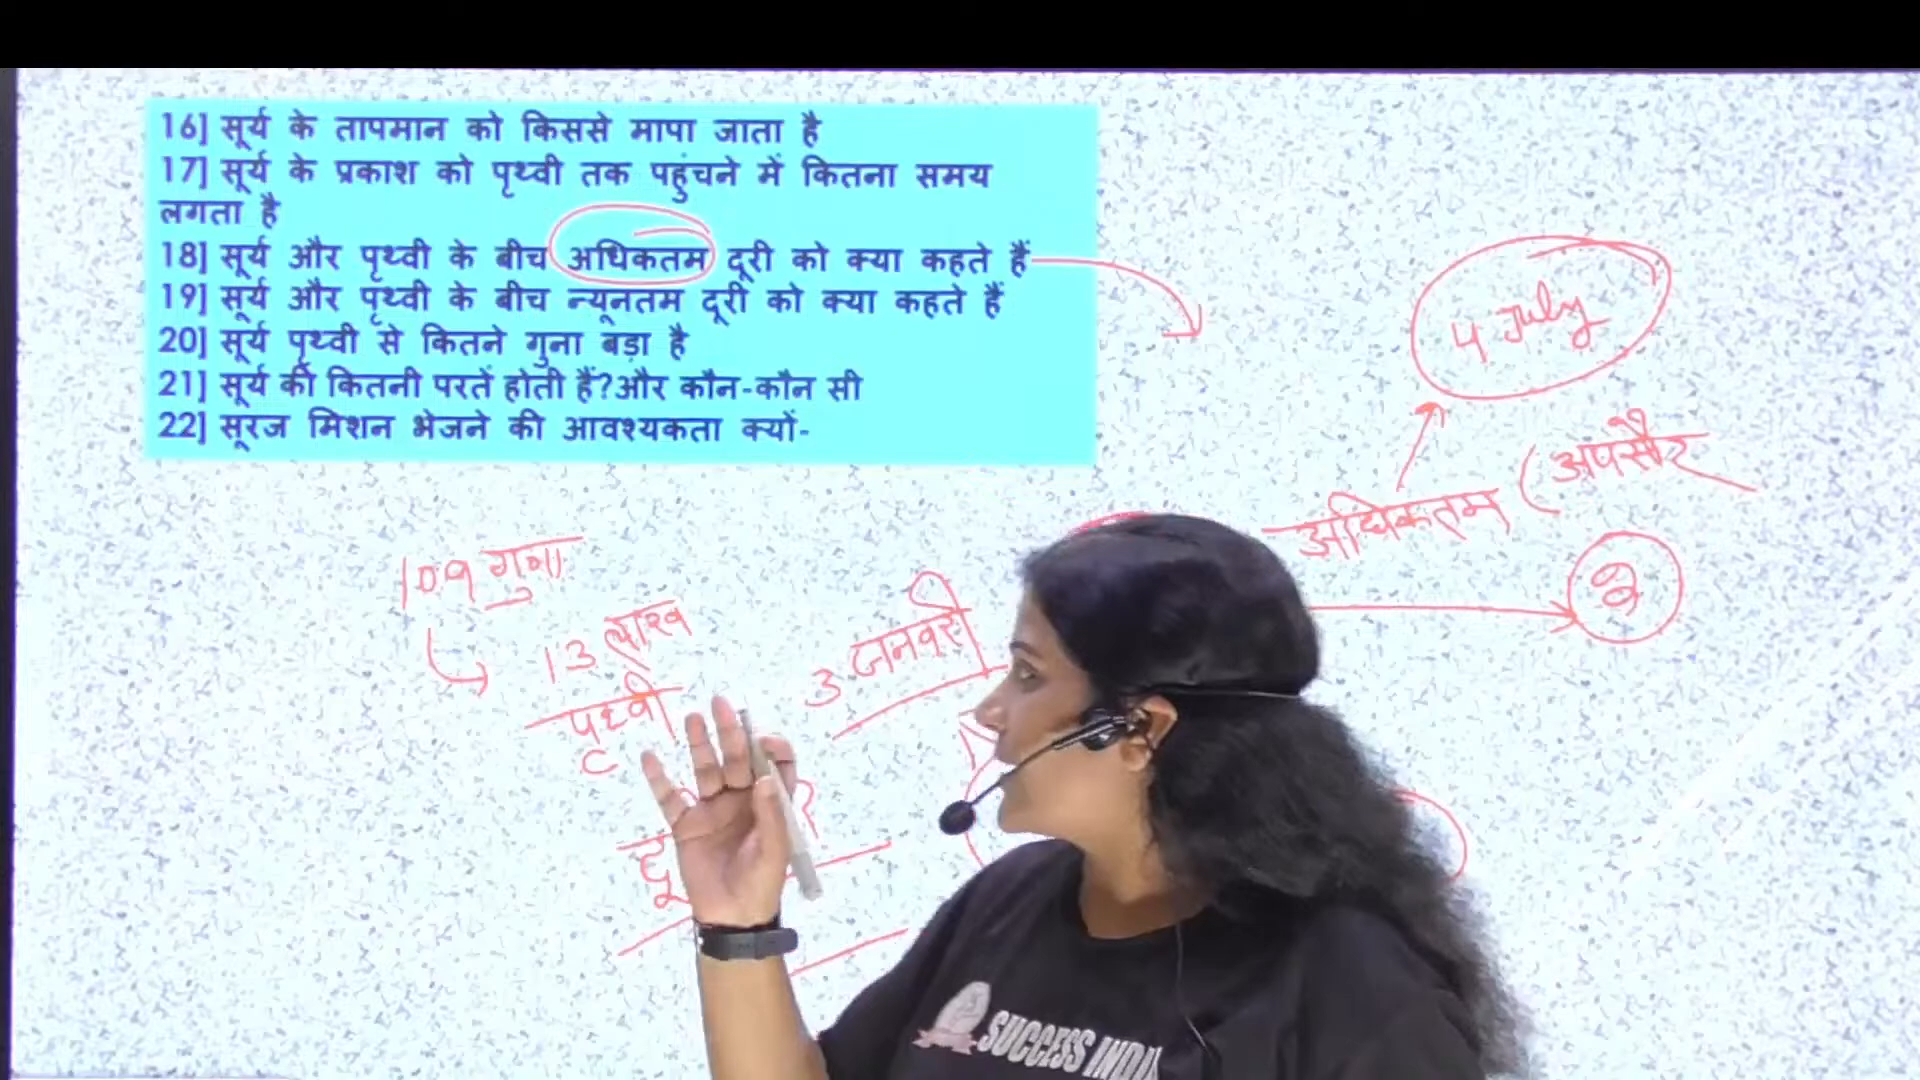 16] सूर्य के तापमान को किससे मापा जाता है
17] सूर्य के प्रकाश को पृथ्वी तक पहुंचने में कितना समय
लगता है
18] सूर्य और पृथ्वी के बीच अधिकतम दूरी को क्या कहते हैं
19] सूर्य और पृथ्वी के बीच न्यूनतम दूरी को क्या कहते हैं
20] सूर्य पृथ्वी से कितने गुना बड़ा है
21] सूर्य की कितनी परतें होती हैं?और कौन-कौन सी
22] सूरज मिशन भेजने की आवश्यकता क्यों-
4 July
अधिकतम (अपसौर
109 गुना
13 लाख
पृथ्वी
3 जनवरी
SUCCESS INDI